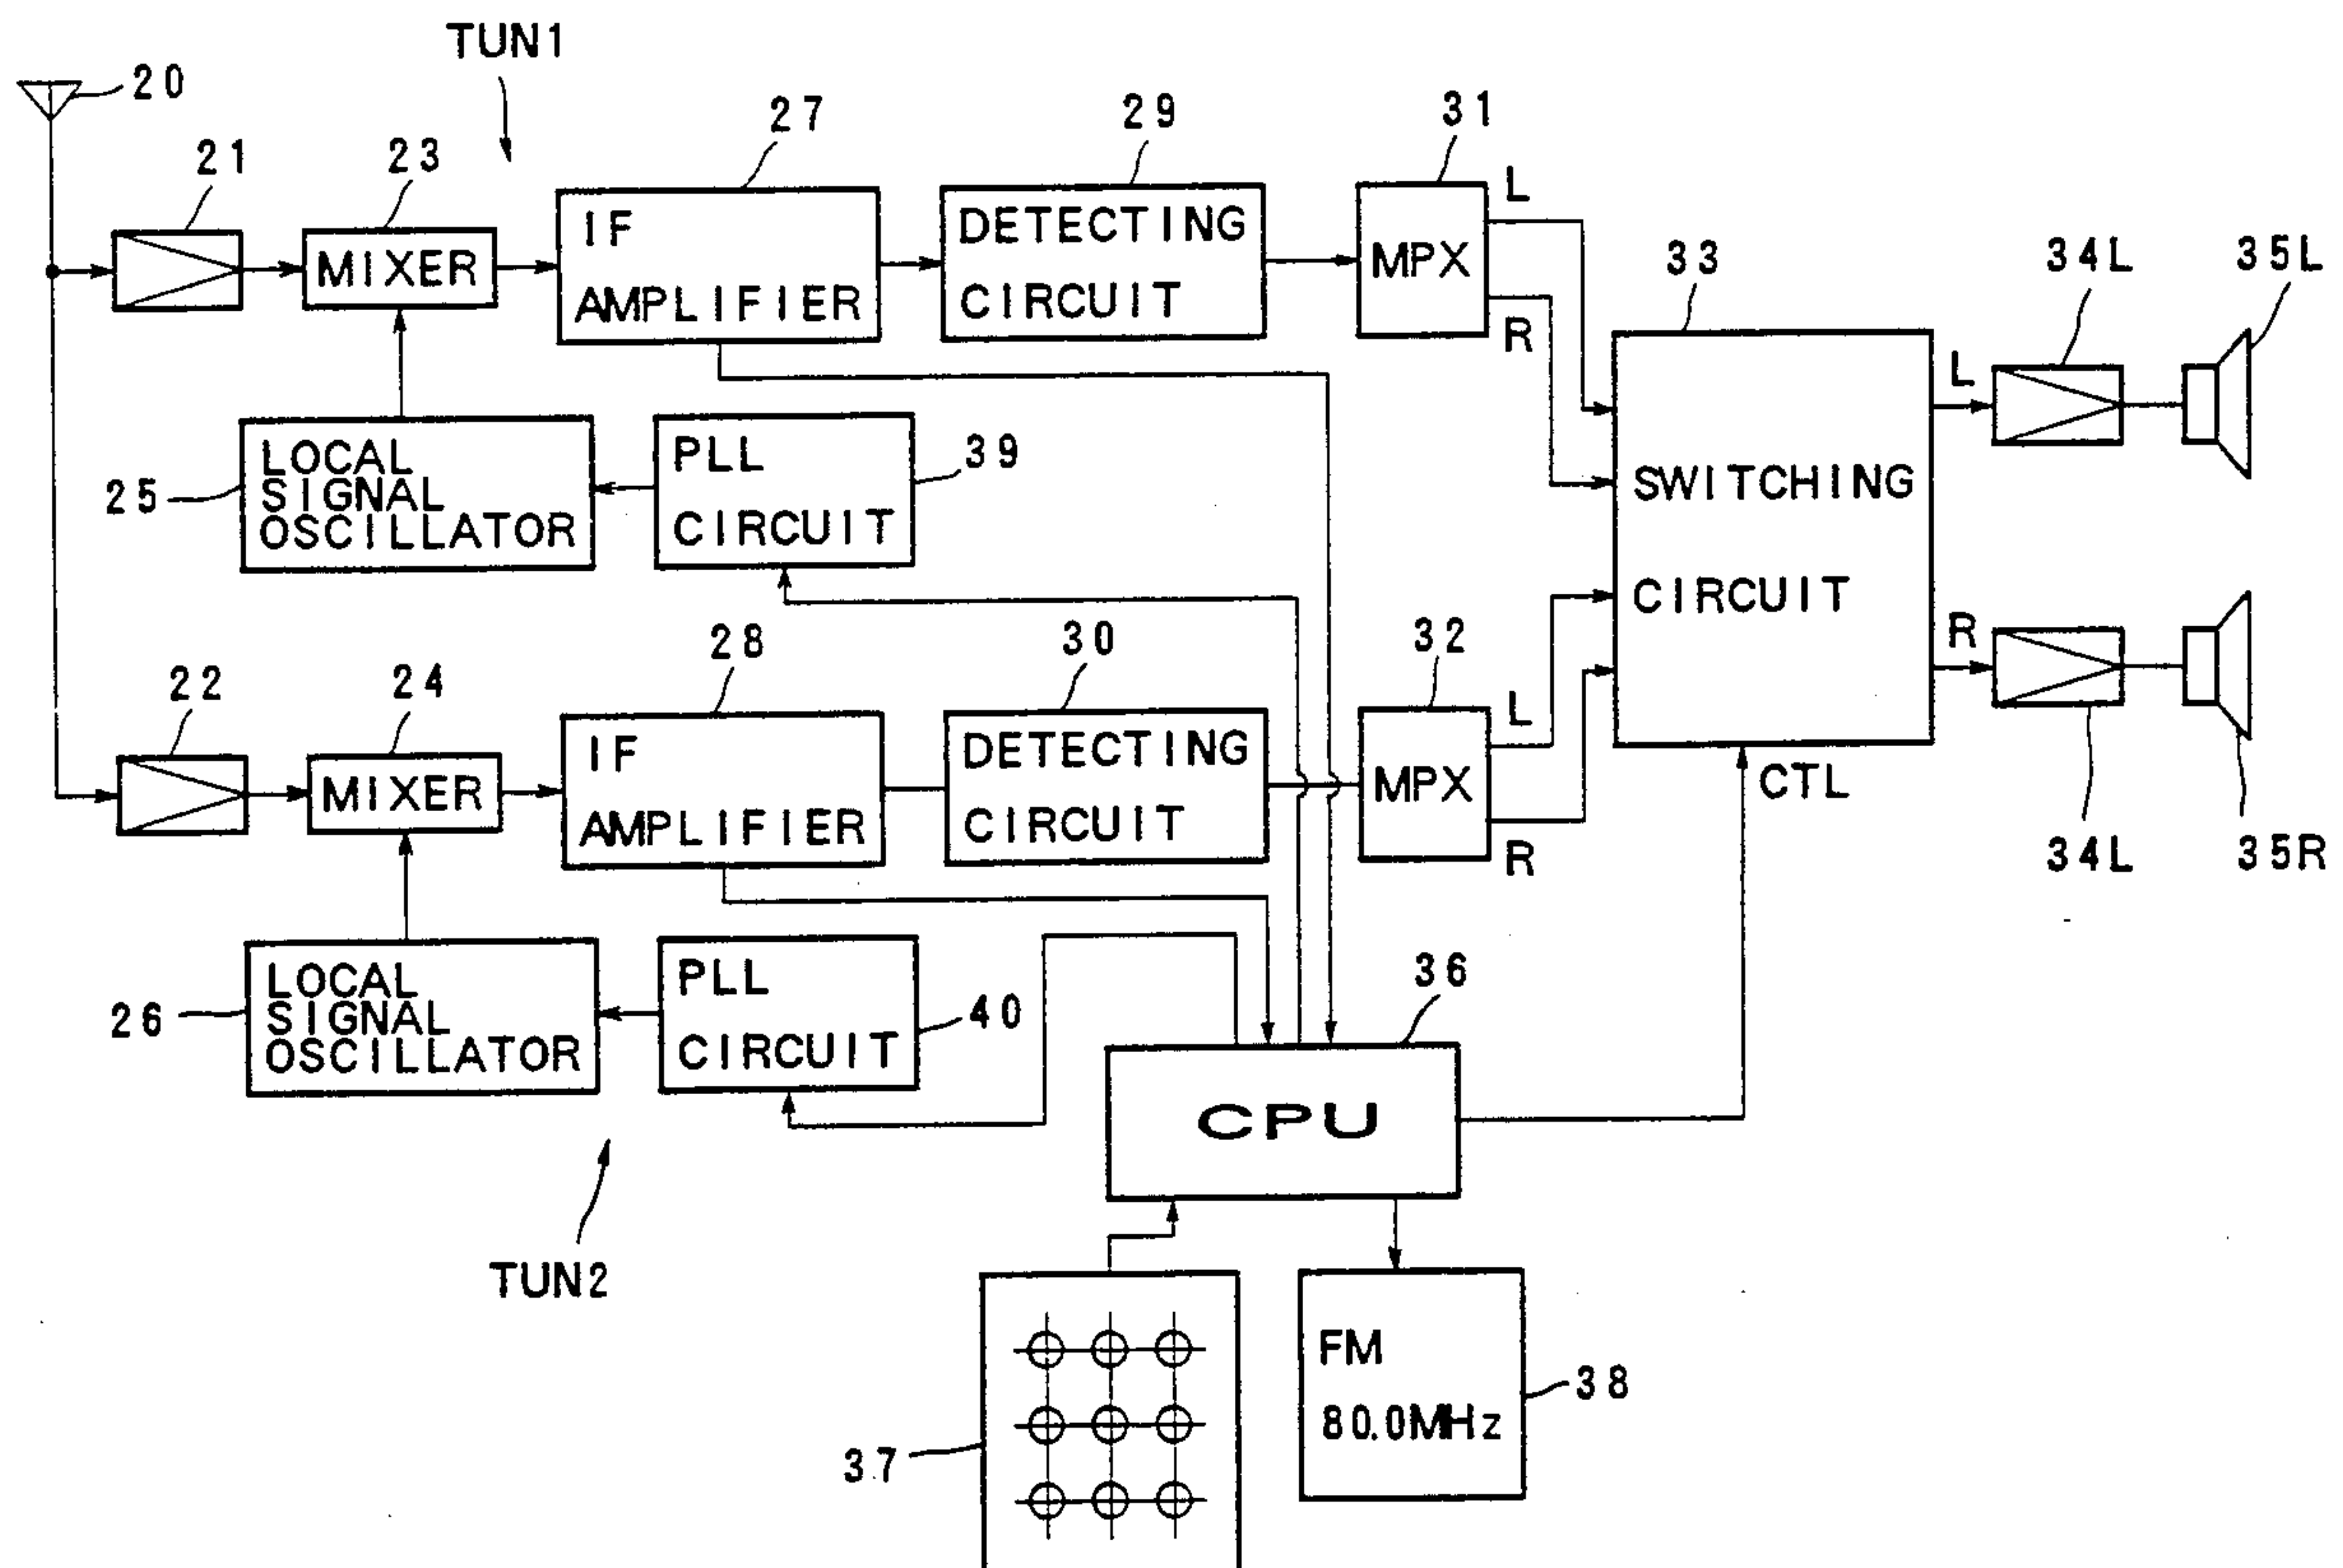 TUN1
20
21
23
27
29
31
MIXER
IF
AMPLIFIER
DETECTING
CIRCUIT
MPX
L
R
33
34L
35L
LOCAL
SIGNAL
OSCILLATOR
25
PLL
CIRCUIT
39
SWITCHING
CIRCUIT
L
R
CTL
34L
35R
22
24
28
30
32
MIXER
IF
AMPLIFIER
DETECTING
CIRCUIT
MPX
L
R
LOCAL
SIGNAL
OSCILLATOR
26
PLL
CIRCUIT
40
36
CPU
TUN2
37
FM
80.0MHz
38